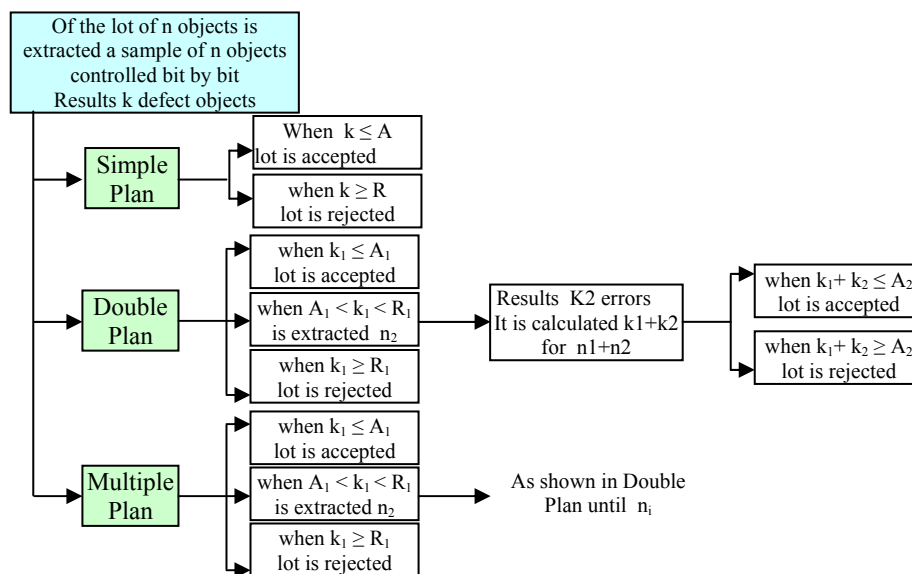 Of the lot of n objects is
extracted a sample of n objects
controlled bit by bit
Results k defect objects
Simple
Plan
When k ≤ A
lot is accepted
when k ≥ R
lot is rejected
Double
Plan
when k₁ ≤ A₁
lot is accepted
when A₁ < k₁ < R₁
is extracted n₂
when k₁ ≥ R₁
lot is rejected
Results K2 errors
It is calculated k1+k2
for n1+n2
when k₁+ k₂ ≤ A₂
lot is accepted
when k₁+ k₂ ≥ A₂
lot is rejected
Multiple
Plan
when k₁ ≤ A₁
lot is accepted
when A₁ < k₁ < R₁
is extracted n₂
when k₁ ≥ R₁
lot is rejected
As shown in Double
Plan until nᵢ